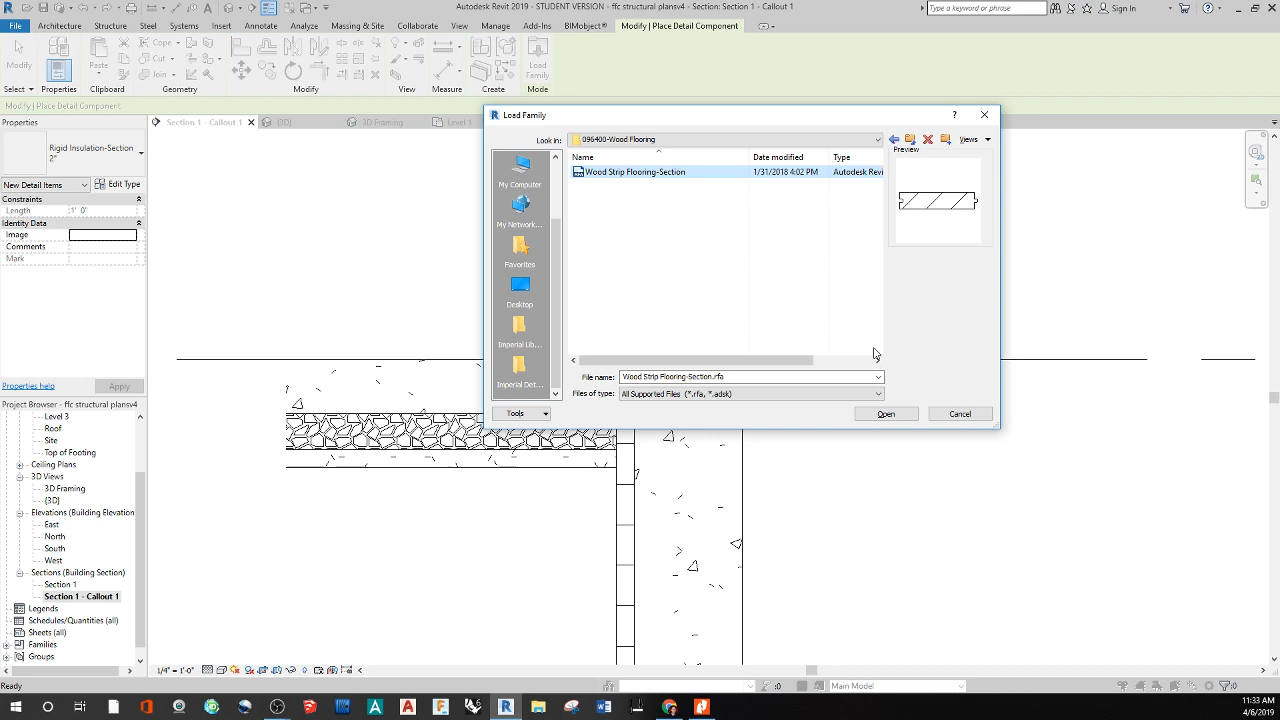 Autodesk Revit 2019 - STUDENT VERSION - ffc structural plansv4 - Section: Section 1 - Callout 1
Type a keyword or phrase
Sign In
File Architecture Structure Steel Systems Insert Annotate Analyze Massing & Site Collaborate View Manage Add-Ins BIMobject® Modify | Place Detail Component
Cope
Cut
Join
Modify
Paste
Load
Family
Select Properties Clipboard Geometry Modify View Measure Create Mode
Modify | Place Detail Component
Properties
Section 1 - Callout 1
{3D}
3D Framing
Level 1
Rigid Insulation-Section
2"
New Detail Items
Edit Type
Constraints
Length 1' 0"
Identity Data
Image
Comments
Mark
Properties help
Apply
Load Family
?
Look in: 096400-Wood Flooring
Views
Name Date modified Type
Wood Strip Flooring-Section 1/31/2018 4:02 PM Autodesk Revi
Preview
My Computer
My Network...
Favorites
Desktop
Imperial Lib...
Imperial Det...
File name: Wood Strip Flooring-Section.rfa
Files of type: All Supported Files (*.rfa, *.adsk)
Tools
Open
Cancel
Project Browser - ffc structural plansv4
Level 3
Roof
Site
Top of Footing
Ceiling Plans
3D Views
3D Framing
{3D}
Elevations (Building Elevation
East
North
South
West
Sections (Building Section)
Section 1
Section 1 - Callout 1
Legends
Schedules/Quantities (all)
Sheets (all)
Families
Groups
1/4" = 1'-0"
Ready
:0
Main Model
:0
11:33 AM
4/6/2019